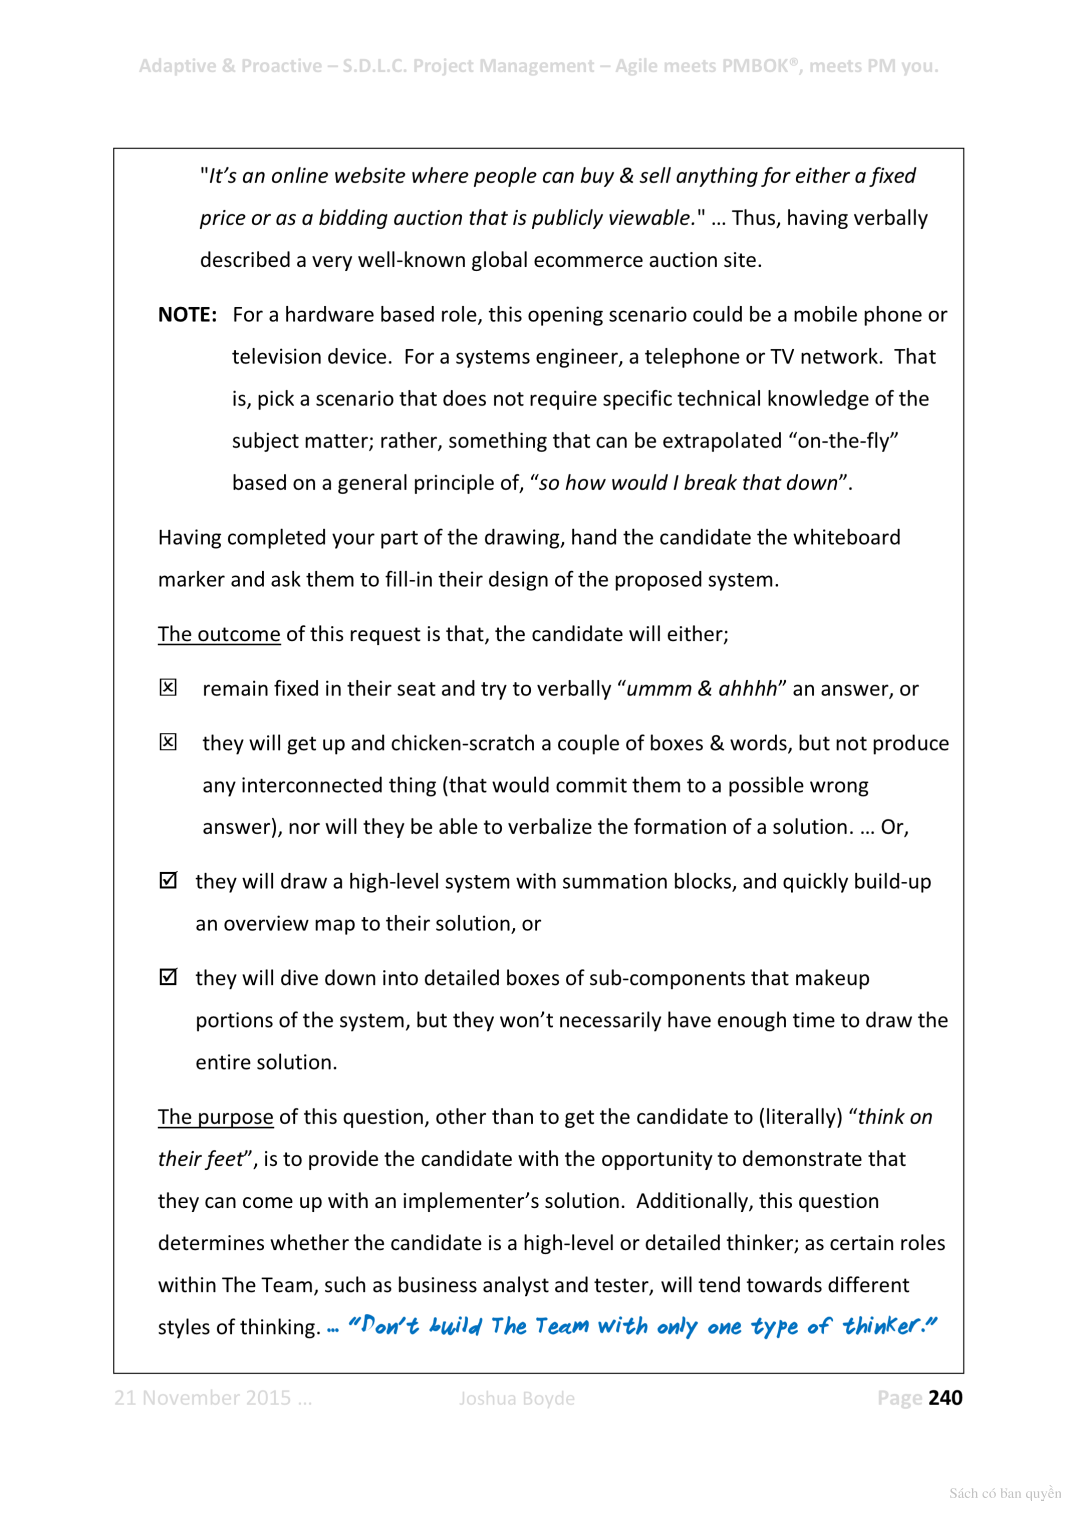 Adaptive & Proactive – S.D.L.C. Project Management – Agile meets PMBOK®, meets PM you.
"It’s an online website where people can buy & sell anything for either a fixed
price or as a bidding auction that is publicly viewable." … Thus, having verbally
described a very well-known global ecommerce auction site.
NOTE: For a hardware based role, this opening scenario could be a mobile phone or
television device. For a systems engineer, a telephone or TV network. That
is, pick a scenario that does not require specific technical knowledge of the
subject matter; rather, something that can be extrapolated “on-the-fly”
based on a general principle of, “so how would I break that down”.
Having completed your part of the drawing, hand the candidate the whiteboard
marker and ask them to fill-in their design of the proposed system.
The outcome of this request is that, the candidate will either;
☒ remain fixed in their seat and try to verbally “ummm & ahhhh” an answer, or
☒ they will get up and chicken-scratch a couple of boxes & words, but not produce
any interconnected thing (that would commit them to a possible wrong
answer), nor will they be able to verbalize the formation of a solution. … Or,
☑ they will draw a high-level system with summation blocks, and quickly build-up
an overview map to their solution, or
☑ they will dive down into detailed boxes of sub-components that makeup
portions of the system, but they won’t necessarily have enough time to draw the
entire solution.
The purpose of this question, other than to get the candidate to (literally) “think on
their feet”, is to provide the candidate with the opportunity to demonstrate that
they can come up with an implementer’s solution. Additionally, this question
determines whether the candidate is a high-level or detailed thinker; as certain roles
within The Team, such as business analyst and tester, will tend towards different
styles of thinking. … “Don’t build The Team with only one type of thinker.”
21 November 2015 … Joshua Boyde Page 240
Sách có bản quyền